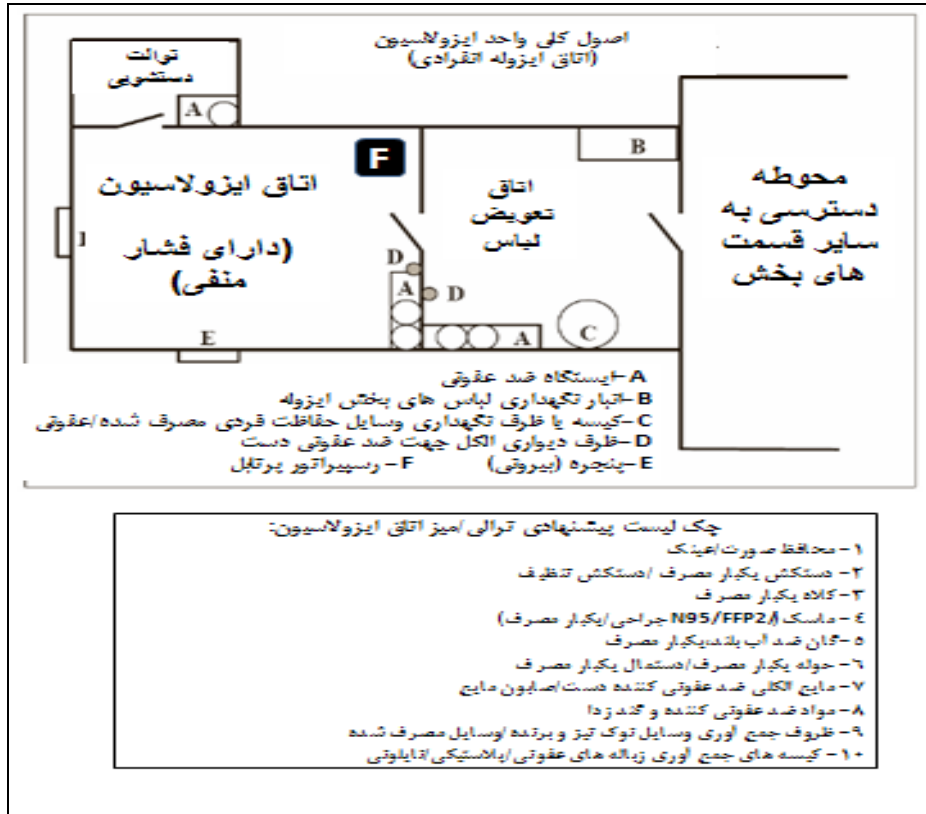 اصول کلی واحد ایزولاسیون
(اتاق ایزوله انفرادی)
توالت
دستشویی
A
F
B
اتاق ایزولاسیون
(دارای فشار
منفی)
اتاق
تعویض
لباس
محوطه
دسترسی به
سایر قسمت
های بخش
I
D
A
D
E
A
C
A-ایستگاه ضد عفونی
B-انبار نگهداری لباس های بخش ایزوله
C-کیسه یا ظرف نگهداری وسایل حفاظت فردی مصرف شده/عفونی
D-ظرف دیواری الکل جهت ضد عفونی دست
E-پنجره (بیرونی) F- رسپیراتور پرتابل
چک لیست پیشنهادی ترالی/میز اتاق ایزولاسیون:
۱- محافظ صورت/عینک
۲- دستکش یکبار مصرف /دستکش تنظیف
۳-کلاه یکبار مصرف
٤- ماسک (N95/FFP2/جراحی/یکبار مصرف)
۵-گان ضد آب بلند،یکبار مصرف
٦- حوله یکبار مصرف/دستمال یکبار مصرف
۷-مایع الکلی ضد عفونی کننده دست/صابون مایع
۸-مواد ضد عفونی کننده و گندزدا
۹- ظروف جمع آوری وسایل نوک تیز و برنده /وسایل مصرف شده
۱۰- کیسه های جمع آوری زباله های عفونی/پلاستیکی/نایلونی